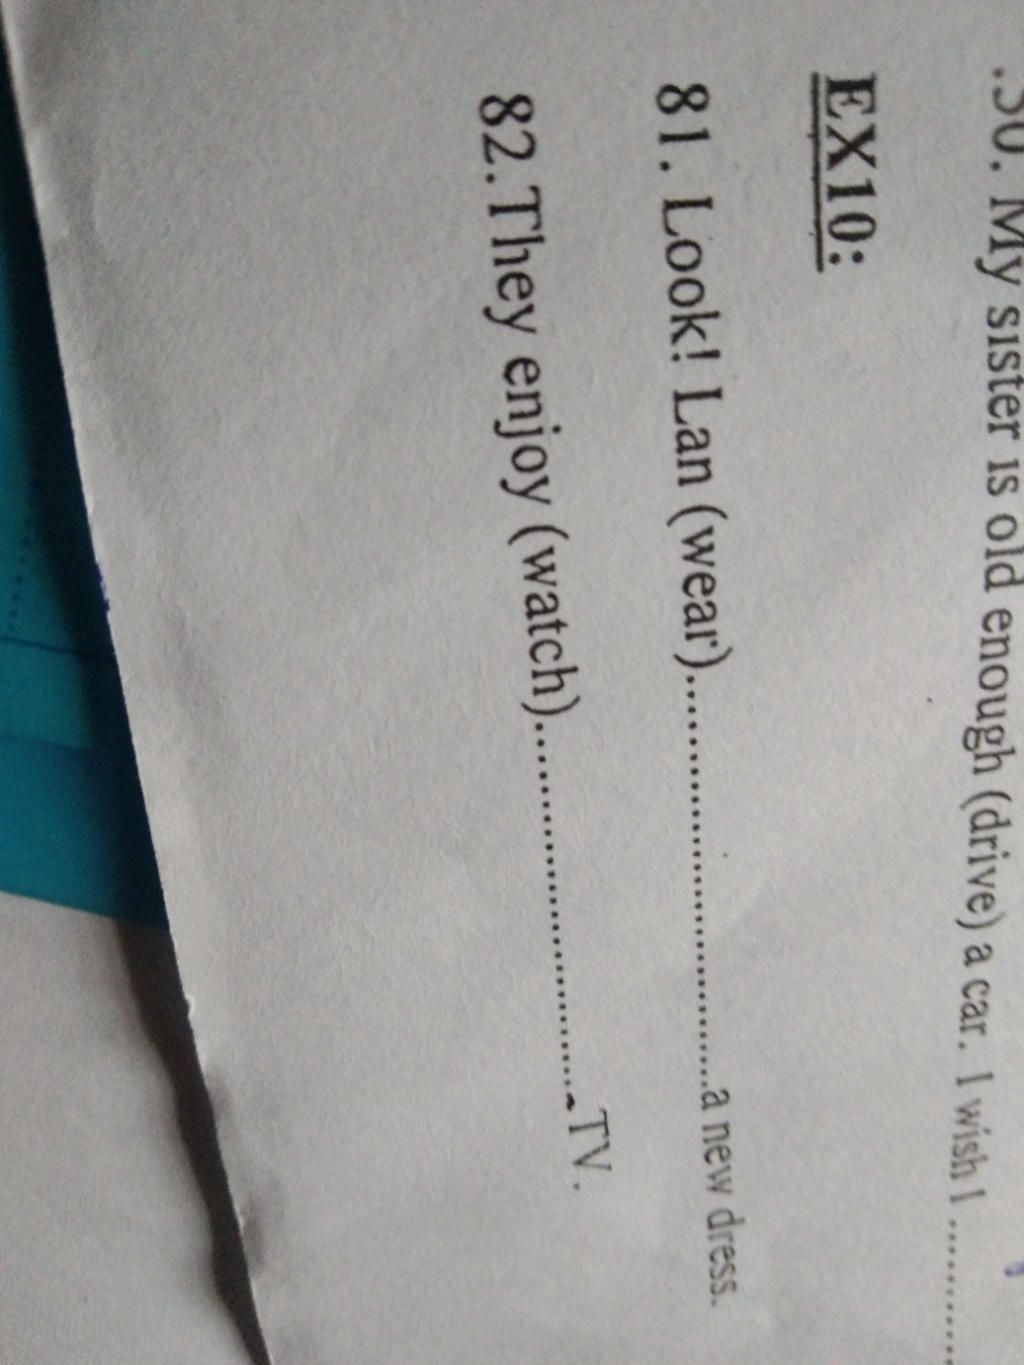 . My sister is old enough (drive) a car. I wish I ............
EX10:
81. Look! Lan (wear)..............................a new dress.
82.They enjoy (watch)..............................TV.